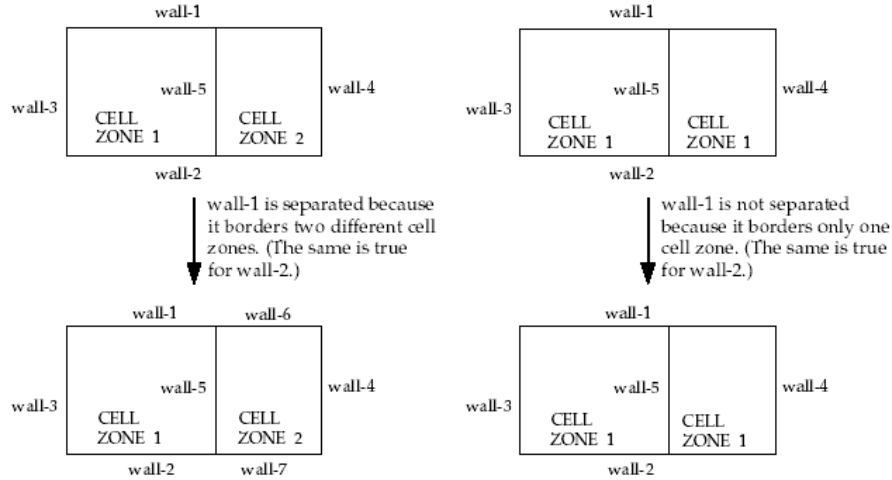 wall-1
wall-3
wall-5
wall-4
CELL
ZONE 1
CELL
ZONE 2
wall-2
wall-1 is separated because
it borders two different cell
zones. (The same is true
for wall-2.)
wall-1
wall-6
wall-3
wall-5
wall-4
CELL
ZONE 1
CELL
ZONE 2
wall-2
wall-7
wall-1
wall-3
wall-5
wall-4
CELL
ZONE 1
CELL
ZONE 1
wall-2
wall-1 is not separated
because it borders only one
cell zone. (The same is true
for wall-2.)
wall-1
wall-3
wall-5
wall-4
CELL
ZONE 1
CELL
ZONE 1
wall-2